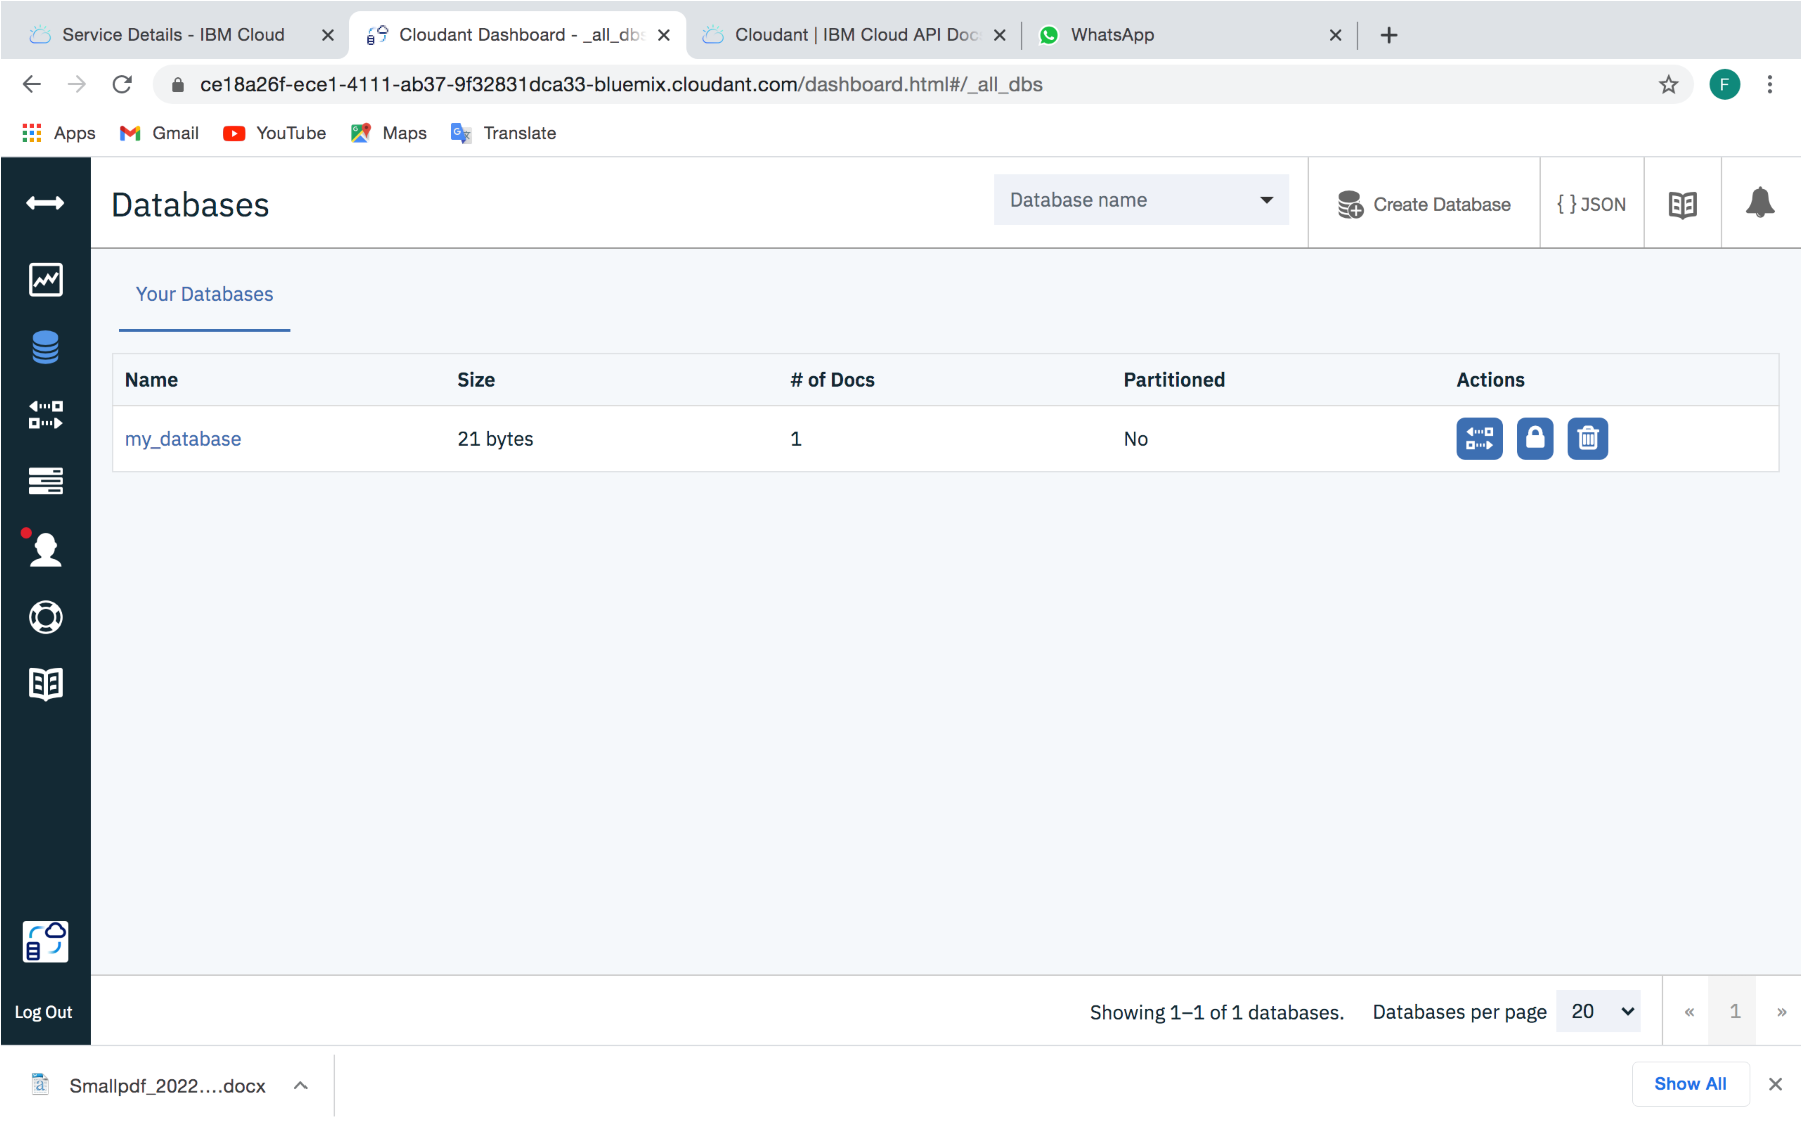 Service Details - IBM Cloud
Cloudant Dashboard - _all_dbs
Cloudant | IBM Cloud API Doc
WhatsApp
ce18a26f-ece1-4111-ab37-9f32831dca33-bluemix.cloudant.com/dashboard.html#/_all_dbs
F
Apps
Gmail
YouTube
Maps
Translate
Databases
Database name
Create Database
{ } JSON
Your Databases
Name Size # of Docs Partitioned Actions
my_database 21 bytes 1 No
Log Out
Showing 1–1 of 1 databases.
Databases per page 20
« 1 »
Smallpdf_2022....docx
Show All